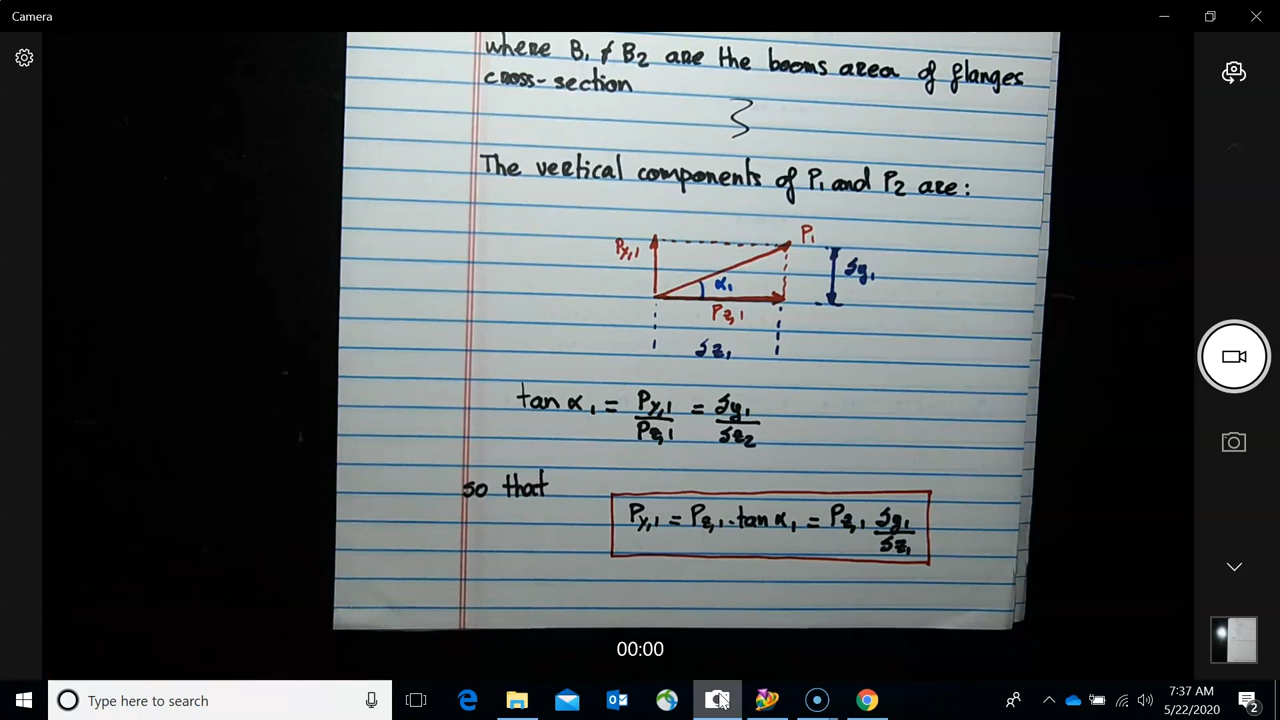 Camera
where B₁ & B₂ are the booms area of flanges
cross-section
The vertical components of P₁ and P₂ are:
Py,1
P₁
α₁
δy₁
Pz,1
δz₁
tan α₁ = Py,1/Pz,1 = δy₁/δz₂
so that
Py,1 = Pz,1 · tan α₁ = Pz,1 δy₁/δz₁
00:00
Type here to search
7:37 AM
5/22/2020
2